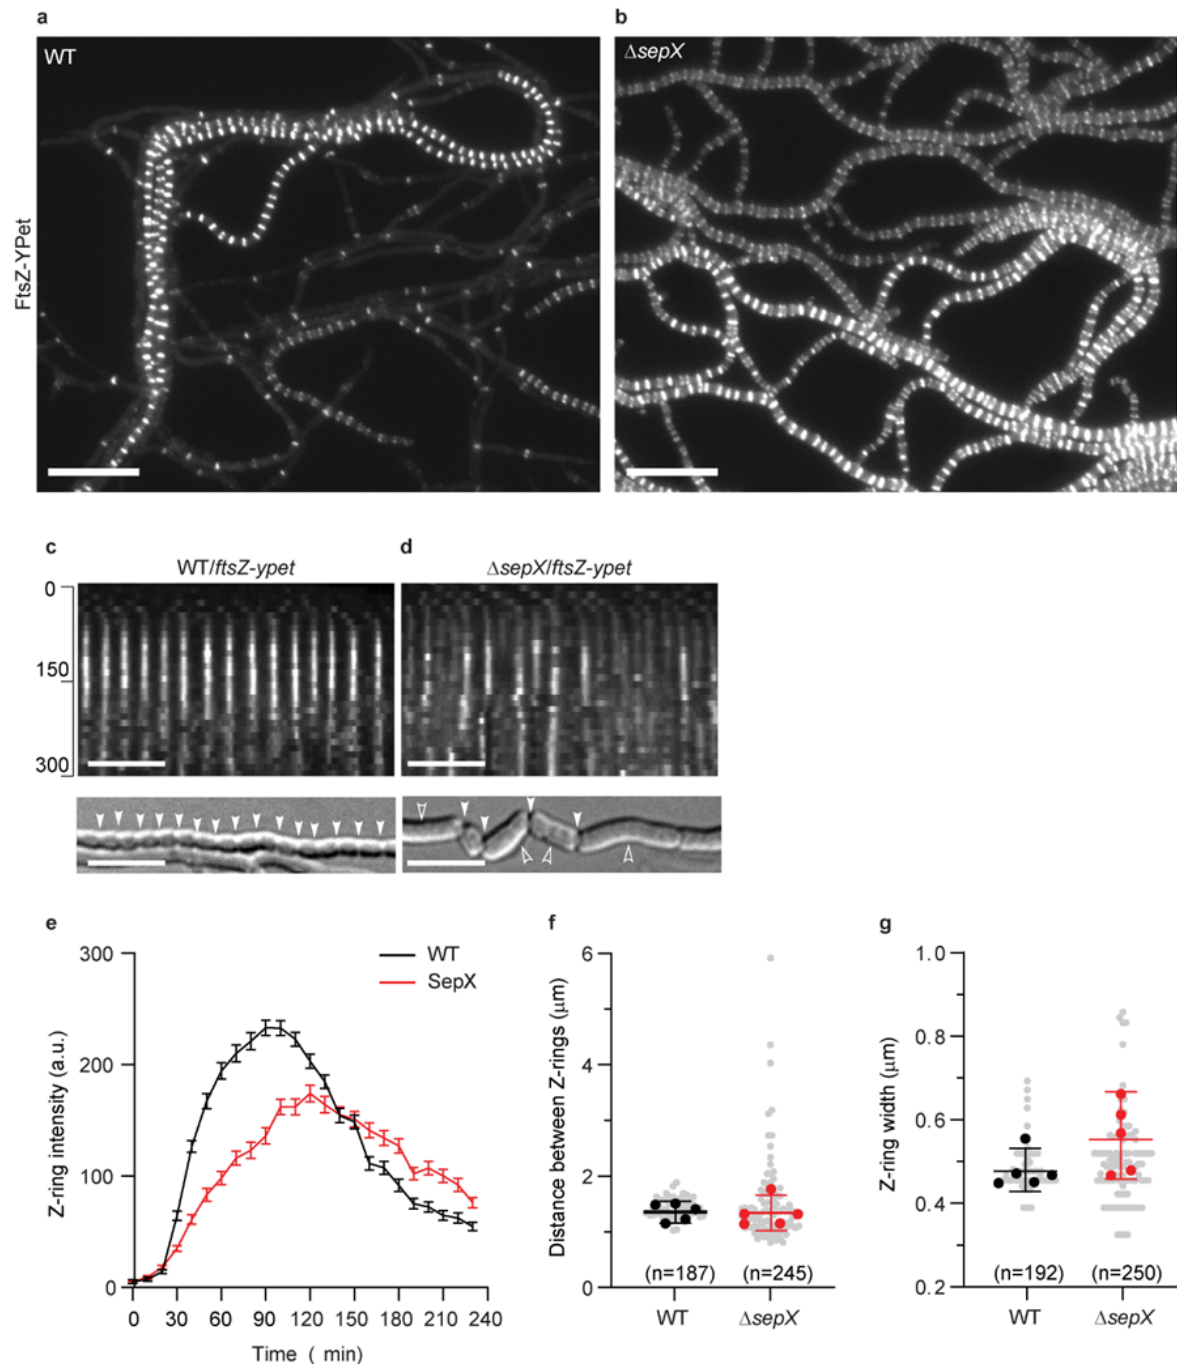 a
b
WT
ΔsepX
FtsZ-YPet
c
d
WT/ftsZ-ypet
ΔsepX/ftsZ-ypet
0
150
300
e
f
g
300
200
100
0
Z-ring intensity (a.u.)
WT
SepX
0 30 60 90 120 150 180 210 240
Time ( min)
6
4
2
0
Distance between Z-rings (μm)
(n=187) (n=245)
WT ΔsepX
1.0
0.8
0.6
0.4
0.2
Z-ring width (μm)
(n=192) (n=250)
WT ΔsepX